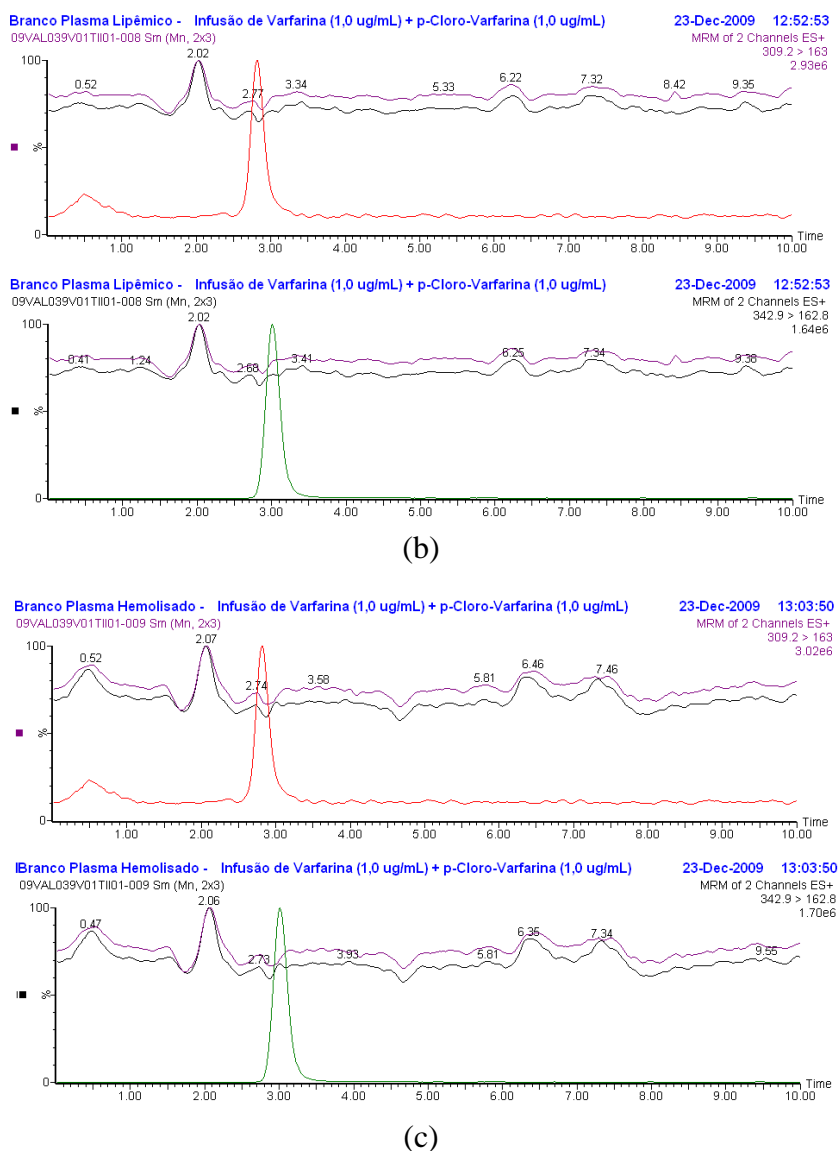 Branco Plasma Lipêmico - Infusão de Varfarina (1,0 ug/mL) + p-Cloro-Varfarina (1,0 ug/mL) 23-Dec-2009 12:52:53
09VAL039V01TII01-008 Sm (Mn, 2x3) MRM of 2 Channels ES+
309.2 > 163
2.93e6
100
0.52 2.02 2.77 3.34 5.33 6.22 7.32 8.42 9.35
%
0
Time
1.00 2.00 3.00 4.00 5.00 6.00 7.00 8.00 9.00 10.00
Branco Plasma Lipêmico - Infusão de Varfarina (1,0 ug/mL) + p-Cloro-Varfarina (1,0 ug/mL) 23-Dec-2009 12:52:53
09VAL039V01TII01-008 Sm (Mn, 2x3) MRM of 2 Channels ES+
342.9 > 162.8
1.64e6
100
0.41 1.24 2.02 2.68 3.41 6.25 7.34 9.38
%
0
Time
1.00 2.00 3.00 4.00 5.00 6.00 7.00 8.00 9.00 10.00
(b)
Branco Plasma Hemolisado - Infusão de Varfarina (1,0 ug/mL) + p-Cloro-Varfarina (1,0 ug/mL) 23-Dec-2009 13:03:50
09VAL039V01TII01-009 Sm (Mn, 2x3) MRM of 2 Channels ES+
309.2 > 163
3.02e6
100
0.52 2.07 2.74 3.58 5.81 6.46 7.46
%
0
Time
1.00 2.00 3.00 4.00 5.00 6.00 7.00 8.00 9.00 10.00
IBranco Plasma Hemolisado - Infusão de Varfarina (1,0 ug/mL) + p-Cloro-Varfarina (1,0 ug/mL) 23-Dec-2009 13:03:50
09VAL039V01TII01-009 Sm (Mn, 2x3) MRM of 2 Channels ES+
342.9 > 162.8
1.70e6
100
0.47 2.06 2.73 3.93 5.81 6.35 7.34 9.55
%
0
Time
1.00 2.00 3.00 4.00 5.00 6.00 7.00 8.00 9.00 10.00
(c)